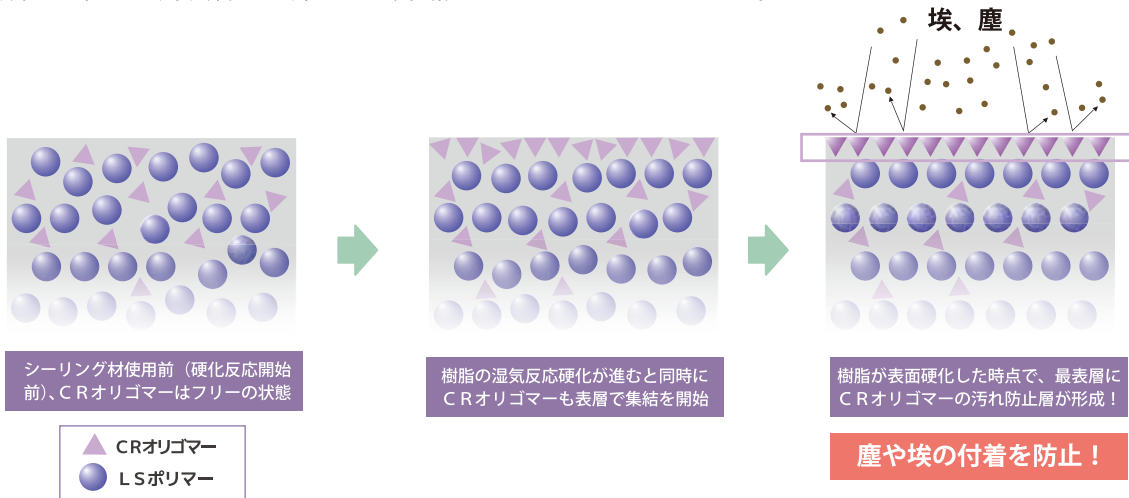 埃、塵
シーリング材使用前（硬化反応開始
前）、ＣＲオリゴマーはフリーの状態
樹脂の湿気反応硬化が進むと同時に
ＣＲオリゴマーも表層で集結を開始
樹脂が表面硬化した時点で、最表層に
ＣＲオリゴマーの汚れ防止層が形成！
塵や埃の付着を防止！
CRオリゴマー
ＬＳポリマー